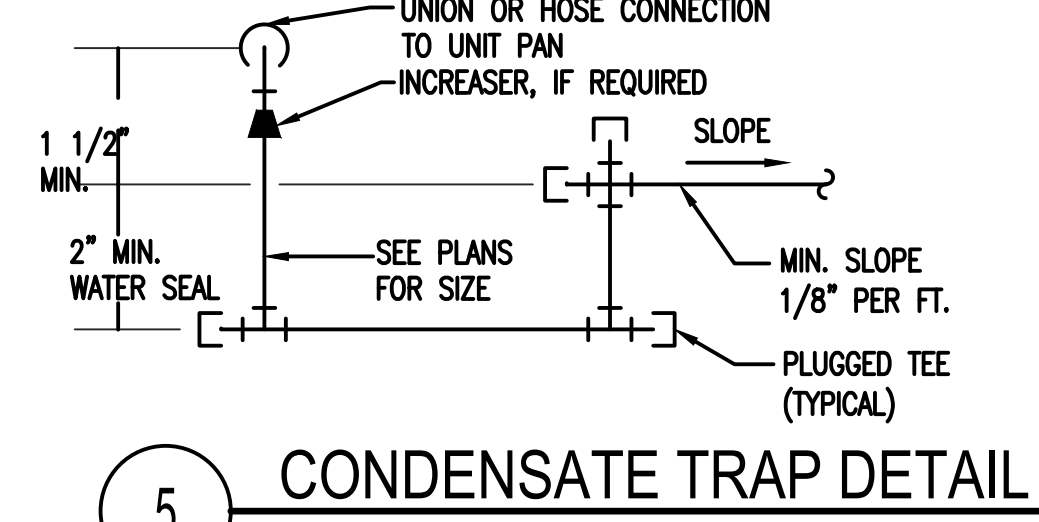 UNION OR HOSE CONNECTION
TO UNIT PAN
INCREASER, IF REQUIRED
SLOPE
1 1/2"
MIN.
2" MIN.
WATER SEAL
SEE PLANS
FOR SIZE
MIN. SLOPE
1/8" PER FT.
PLUGGED TEE
(TYPICAL)
5
CONDENSATE TRAP DETAIL